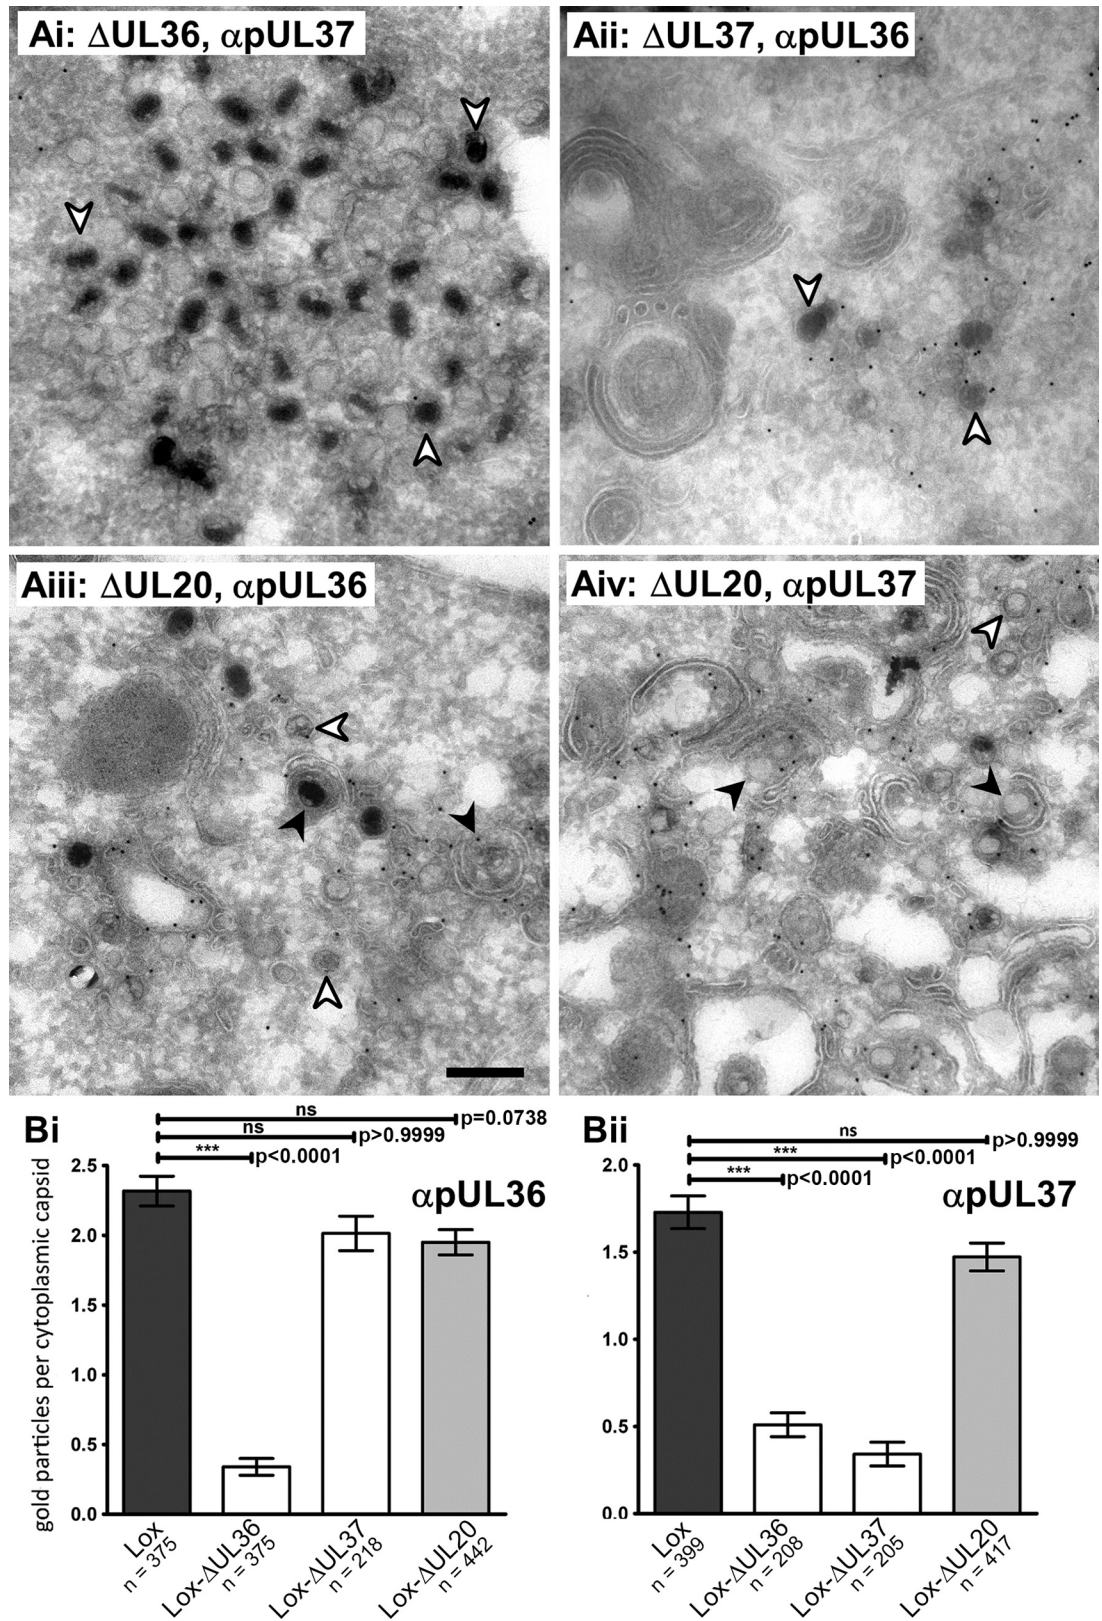 Ai: ΔUL36, αpUL37
Aii: ΔUL37, αpUL36
Aiii: ΔUL20, αpUL36
Aiv: ΔUL20, αpUL37
Bi
ns
p=0.0738
ns
p>0.9999
***
p<0.0001
αpUL36
gold particles per cytoplasmic capsid
2.5
2.0
1.5
1.0
0.5
0.0
Lox
n = 375
Lox-ΔUL36
n = 375
Lox-ΔUL37
n = 218
Lox-ΔUL20
n = 442
Bii
ns
p>0.9999
***
p<0.0001
***
p<0.0001
αpUL37
2.0
1.5
1.0
0.5
0.0
Lox
n = 399
Lox-ΔUL36
n = 208
Lox-ΔUL37
n = 205
Lox-ΔUL20
n = 417